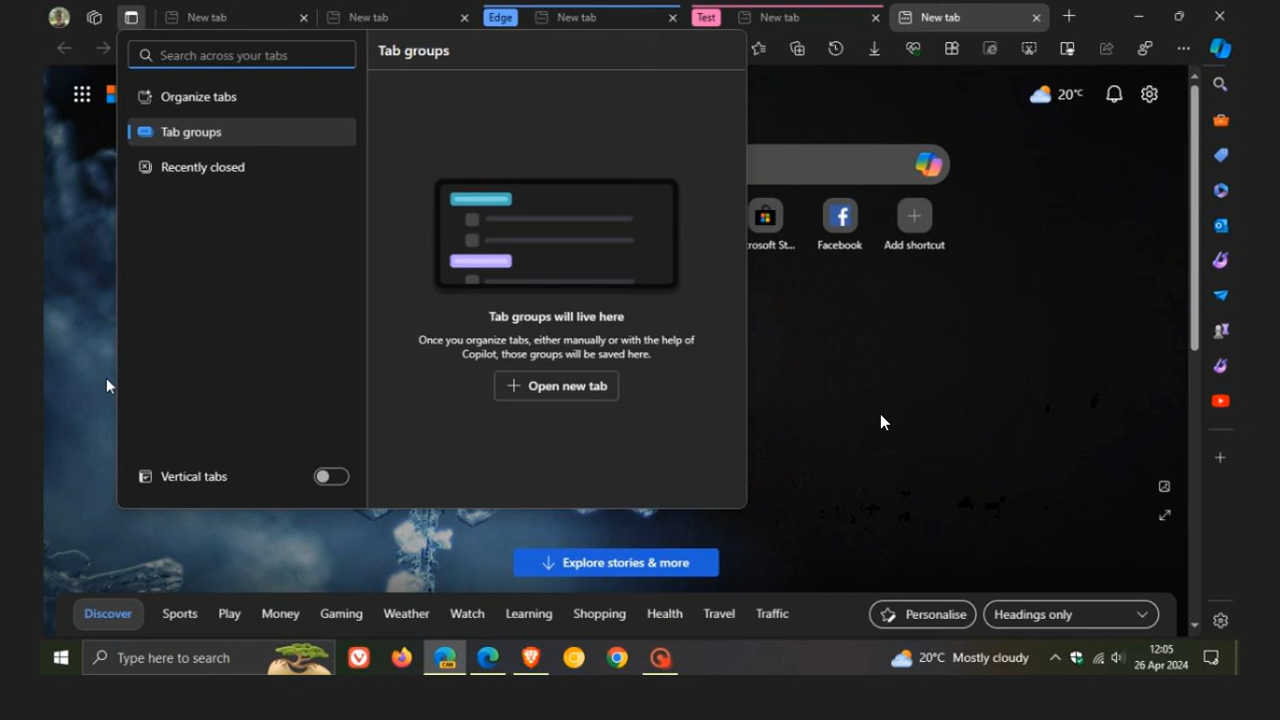 New tab
New tab
Edge
New tab
Test
New tab
New tab
Search across your tabs
Tab groups
Organize tabs
Tab groups
Recently closed
20°C
rosoft St...
Facebook
Add shortcut
Tab groups will live here
Once you organize tabs, either manually or with the help of
Copilot, those groups will be saved here.
Open new tab
Vertical tabs
Explore stories & more
Discover
Sports
Play
Money
Gaming
Weather
Watch
Learning
Shopping
Health
Travel
Traffic
Personalise
Headings only
Type here to search
CAN
20°C Mostly cloudy
12:05
26 Apr 2024